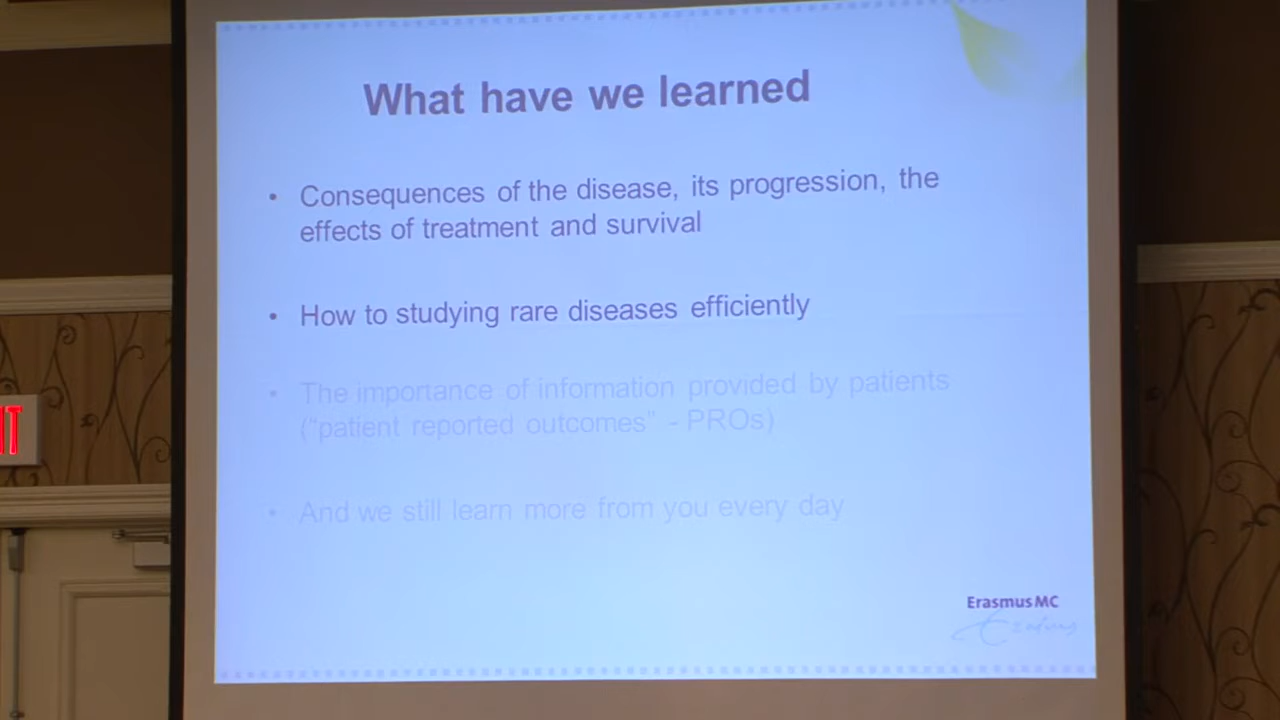 What have we learned
• Consequences of the disease, its progression, the
effects of treatment and survival
• How to studying rare diseases efficiently
• The importance of information provided by patients
("patient reported outcomes" - PROs)
• And we still learn more from you every day
IT
Erasmus MC
Erasmus